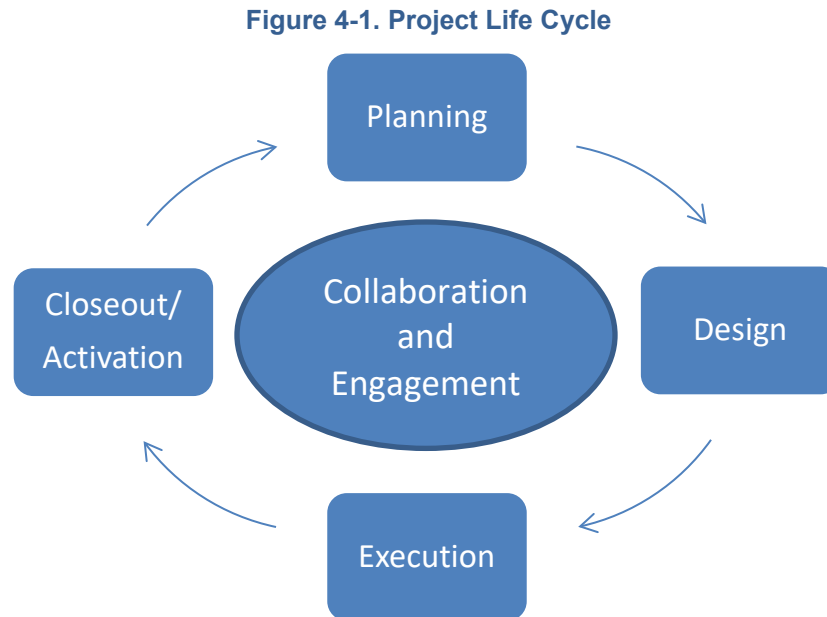 Figure 4-1. Project Life Cycle
Planning
Closeout/
Activation
Collaboration
and
Engagement
Design
Execution